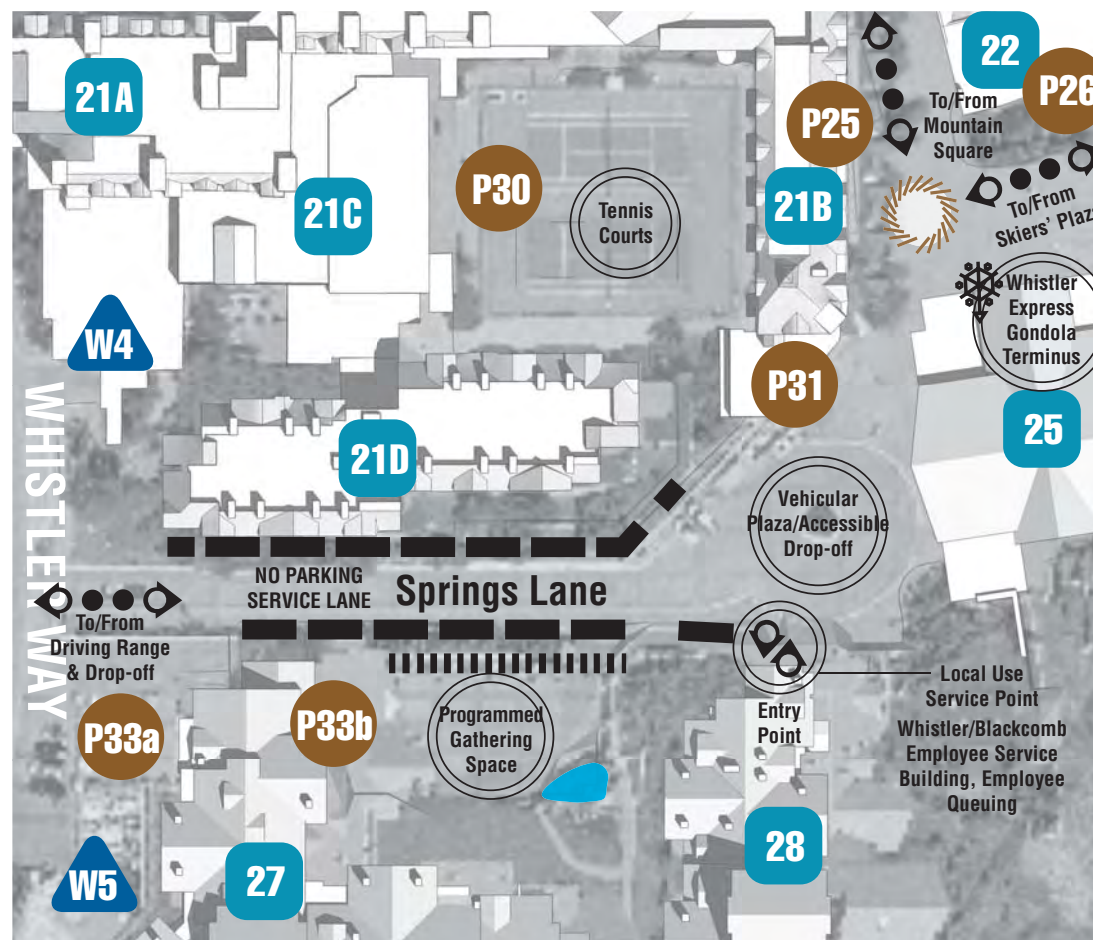 22
21A
P26
P25
To/From
Mountain
Square
P30
21C
21B
Tennis
Courts
To/From
Skiers' Plaza
Whistler
Express
Gondola
Terminus
W4
P31
25
21D
WHISTLER WAY
Vehicular
Plaza/Accessible
Drop-off
NO PARKING
SERVICE LANE
Springs Lane
To/From
Driving Range
& Drop-off
Local Use
Service Point
Whistler/Blackcomb
Employee Service
Building, Employee
Queuing
Entry
Point
P33a
P33b
Programmed
Gathering
Space
28
W5
27